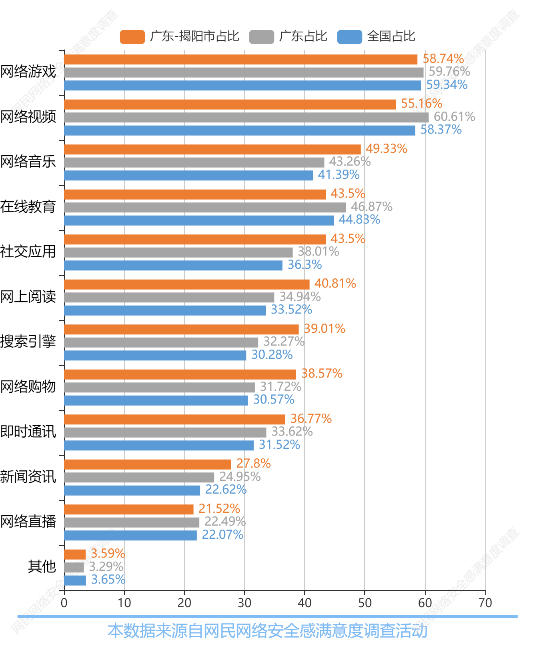 广东-揭阳市占比 广东占比 全国占比
网络游戏 58.74% 59.76% 59.34%
网络视频 55.16% 60.61% 58.37%
网络音乐 49.33% 43.26% 41.39%
在线教育 43.5% 46.87% 44.83%
社交应用 43.5% 38.01% 36.3%
网上阅读 40.81% 34.94% 33.52%
搜索引擎 39.01% 32.27% 30.28%
网络购物 38.57% 31.72% 30.57%
即时通讯 36.77% 33.62% 31.52%
新闻资讯 27.8% 24.95% 22.62%
网络直播 21.52% 22.49% 22.07%
其他 3.59% 3.29% 3.65%
0 10 20 30 40 50 60 70
本数据来源自网民网络安全感满意度调查活动